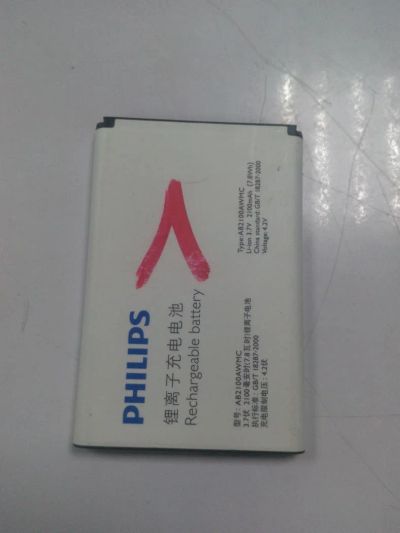 PHILIPS
锂离子充电电池
Rechargeable battery
Type:AB2100AWMC
Li-ion 3.7V 2100mAh (7.8Wh)
China standard: GB/T 18287-2000
Voltage: 4.2V
型号: AB2100AWMC
3.7伏 2100毫安时(7.8瓦时)锂离子电池
执行标准: GB/T 18287-2000
充电限制电压: 4.2伏